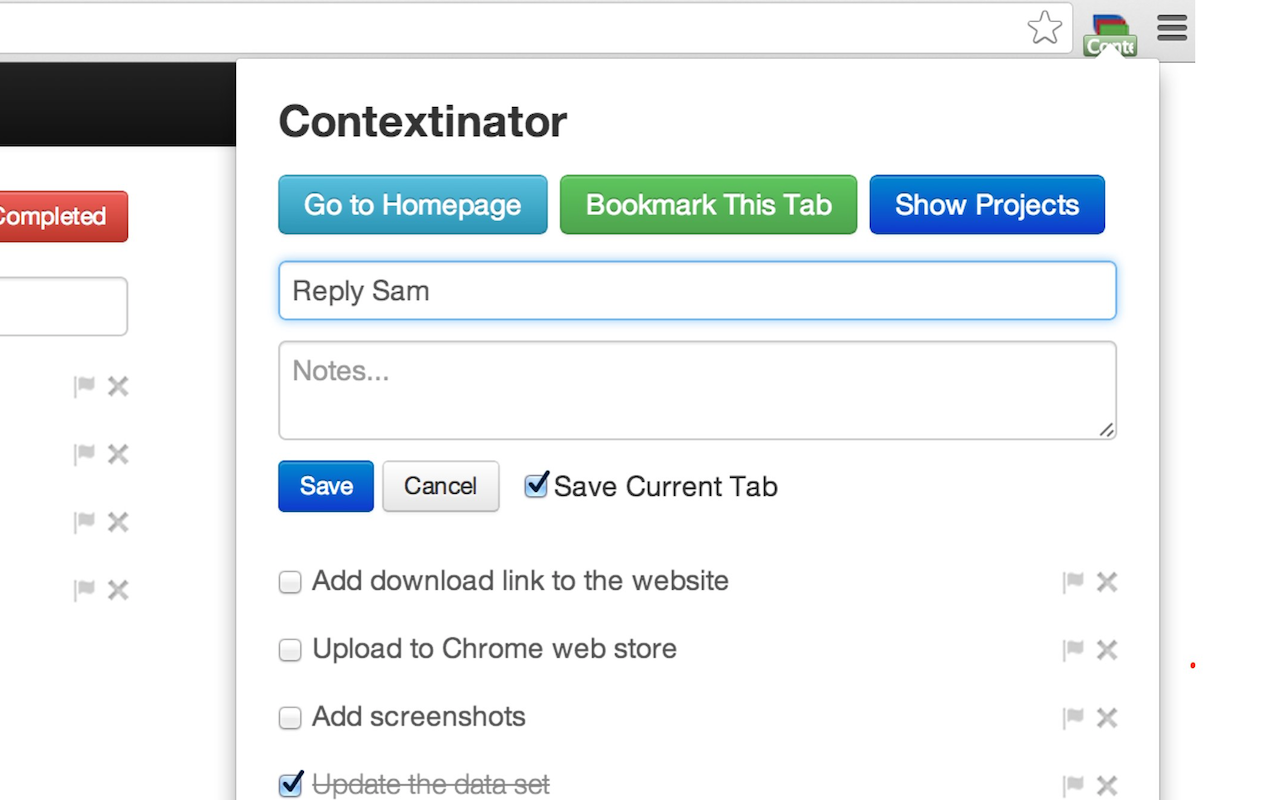 Conte
Contextinator
Go to Homepage Bookmark This Tab Show Projects
Completed
Reply Sam
Notes...
Save Cancel Save Current Tab
Add download link to the website
Upload to Chrome web store
Add screenshots
Update the data set